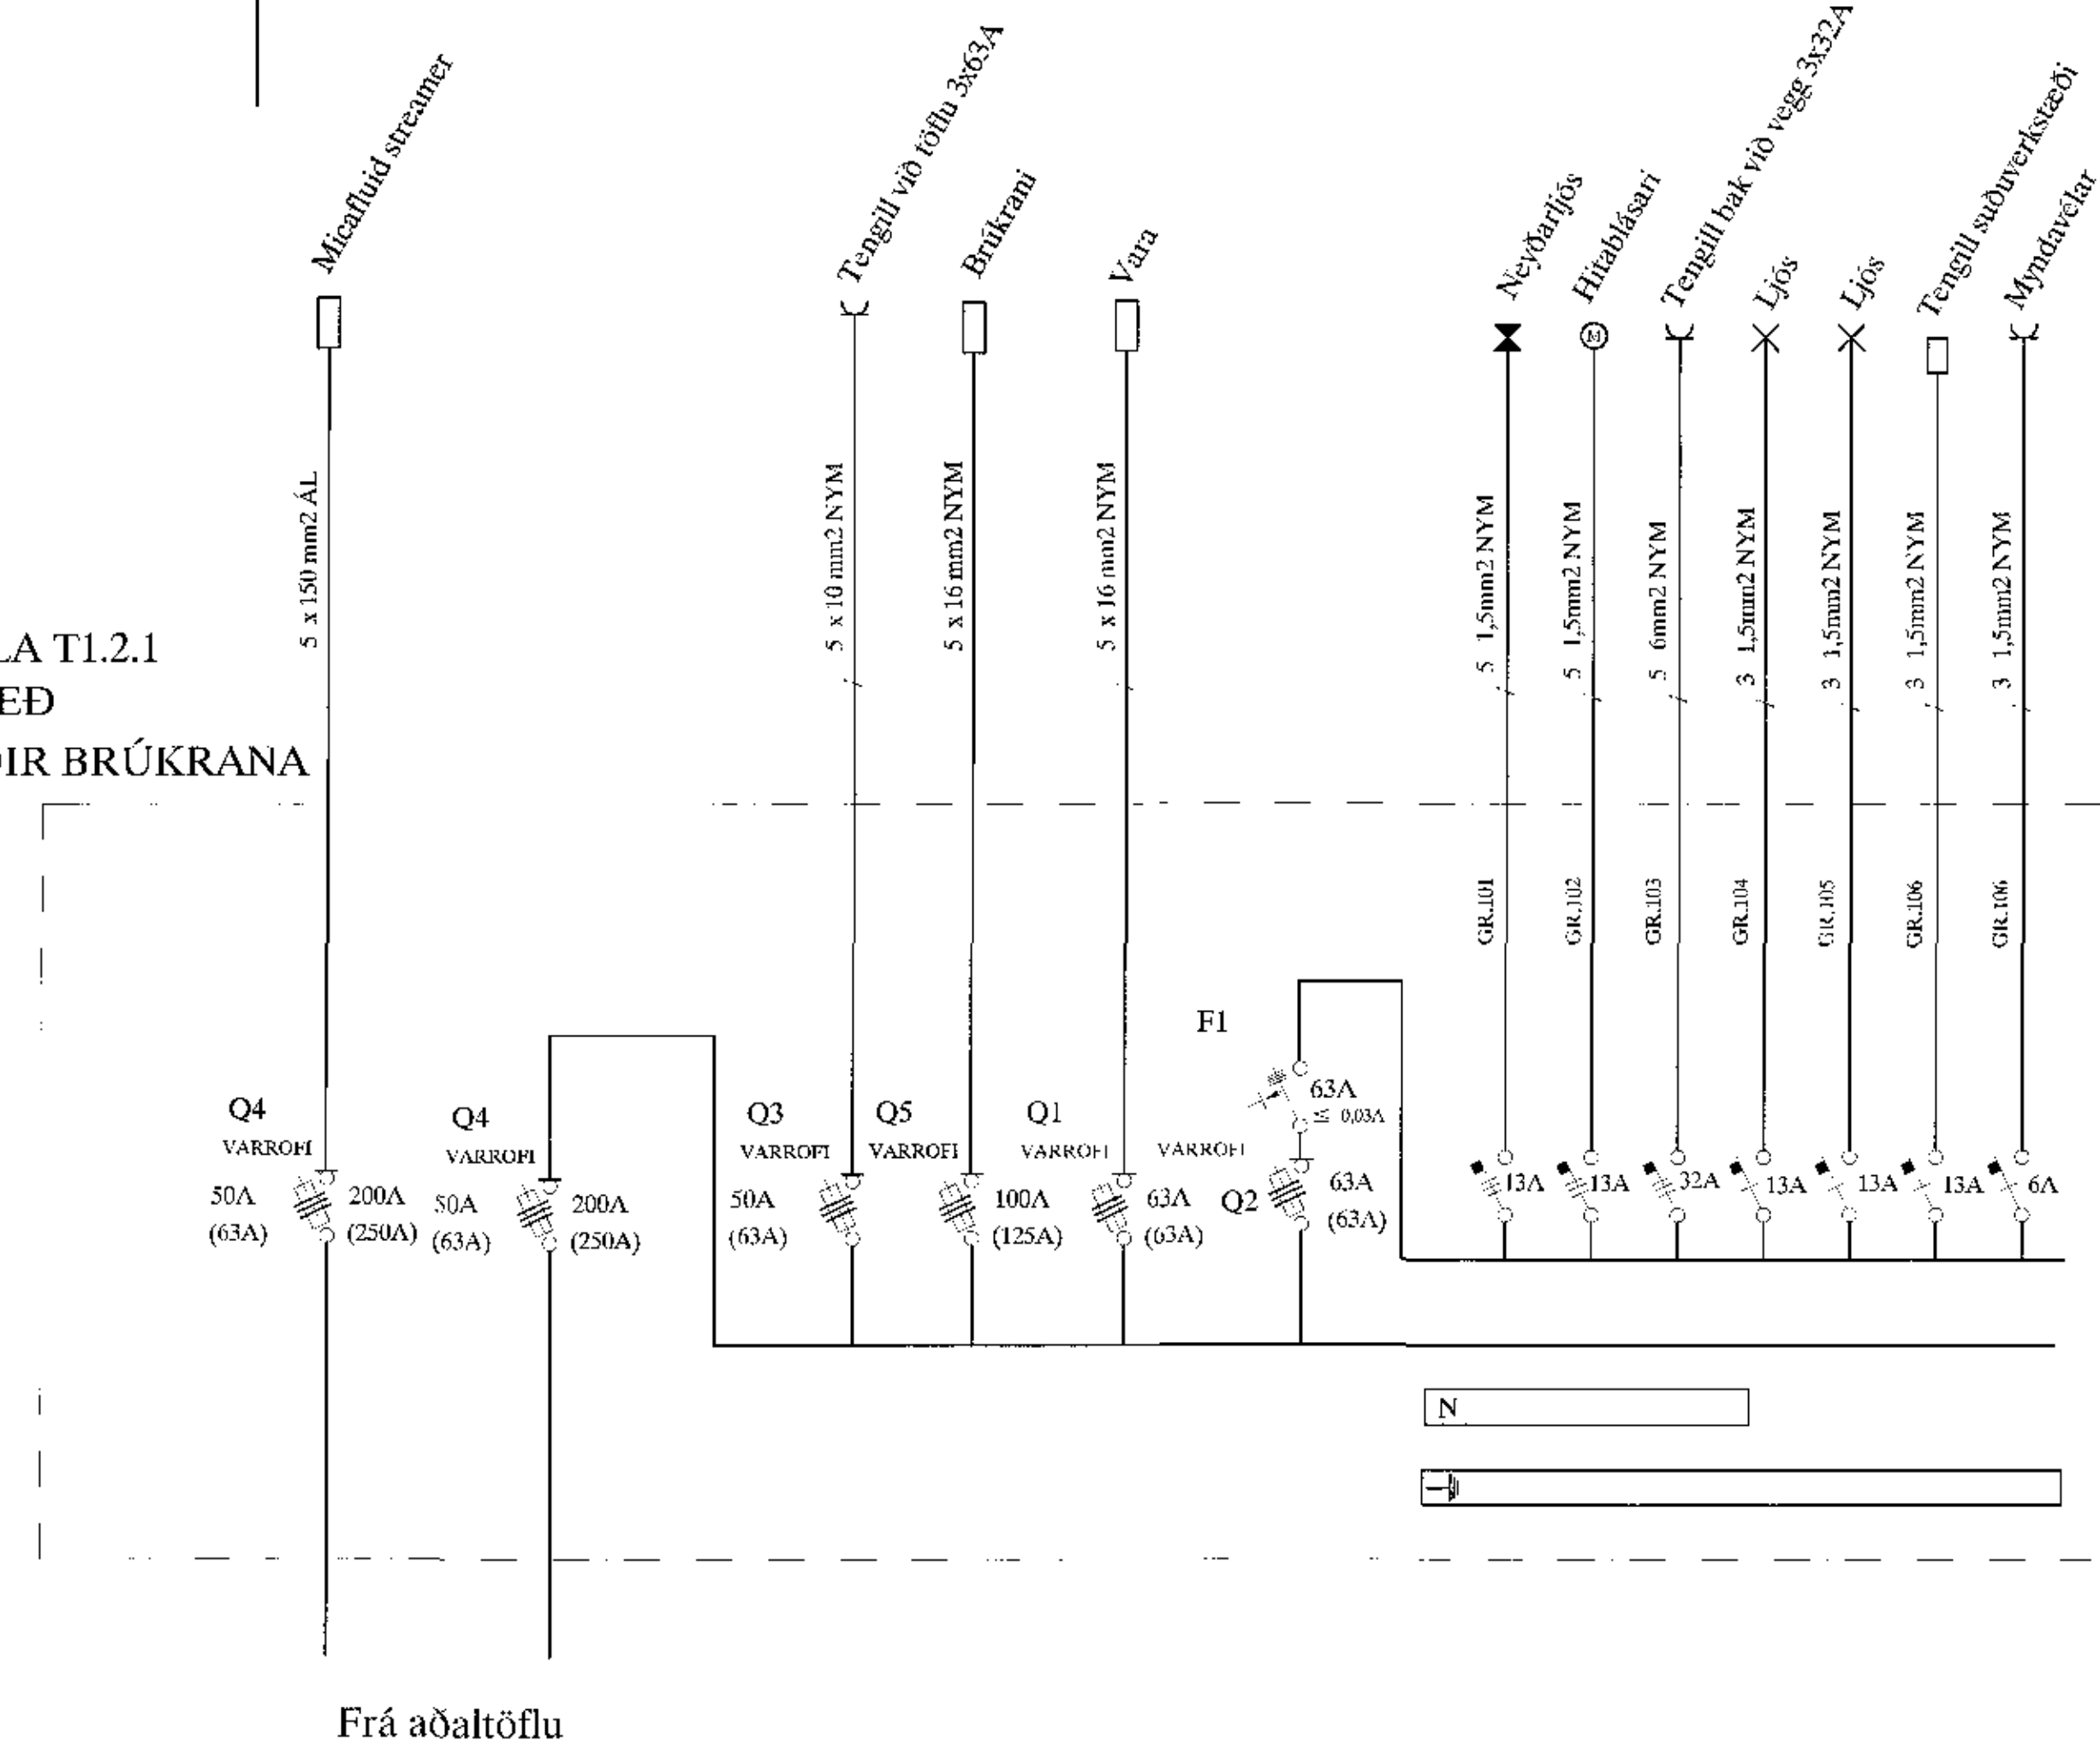 Micafluid streamer
Tengill við töflu 3x63A
Brúkrani
Vara
Neyðarljós
Hitablásari
Tengill bak við vegg 3x32A
Ljós
Ljós
Tengill suðuverkstæði
Myndavélar
5 x 150 mm2 ÁL
5 x 10 mm2 NYM
5 x 16 mm2 NYM
5 x 16 mm2 NYM
5 1,5mm2 NYM
5 1,5mm2 NYM
5 6mm2 NYM
3 1,5mm2 NYM
3 1,5mm2 NYM
3 1,5mm2 NYM
3 1,5mm2 NYM
LA T1.2.1
EÐ
ÐIR BRÚKRANA
GR.101
GR.102
GR.103
GR.104
GR.105
GR.106
GR.106
F1
63A
≤ 0,03A
Q4
VARROFI
50A
(63A)
200A
(250A)
Q4
VARROFI
50A
(63A)
200A
(250A)
Q3
VARROFI
50A
(63A)
Q5
VARROFI
100A
(125A)
Q1
VARROFI
63A
(63A)
VARROFI
Q2
63A
(63A)
13A
13A
32A
13A
13A
13A
6A
N
Frá aðaltöflu